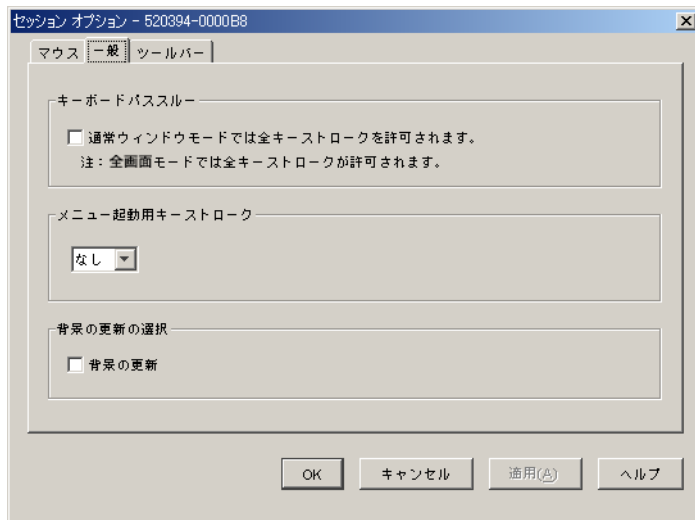 セッション オプション - 520394-0000B8
マウス 一般 ツールバー
キーボードパススルー
通常ウィンドウモードでは全キーストロークを許可されます。
注：全画面モードでは全キーストロークが許可されます。
メニュー起動用キーストローク
なし
背景の更新の選択
背景の更新
OK キャンセル 適用(A) ヘルプ